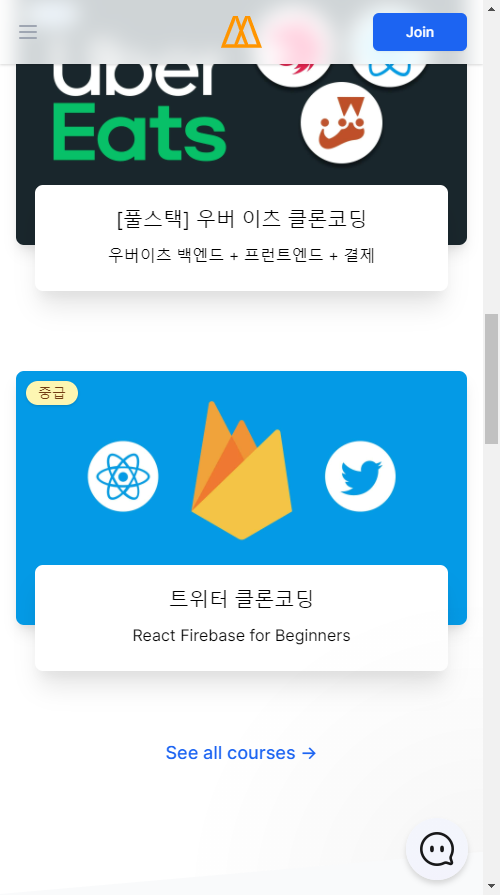 Join
uber
Eats
[풀스택] 우버 이츠 클론코딩
우버이츠 백엔드 + 프런트엔드 + 결제
중급
트위터 클론코딩
React Firebase for Beginners
See all courses →